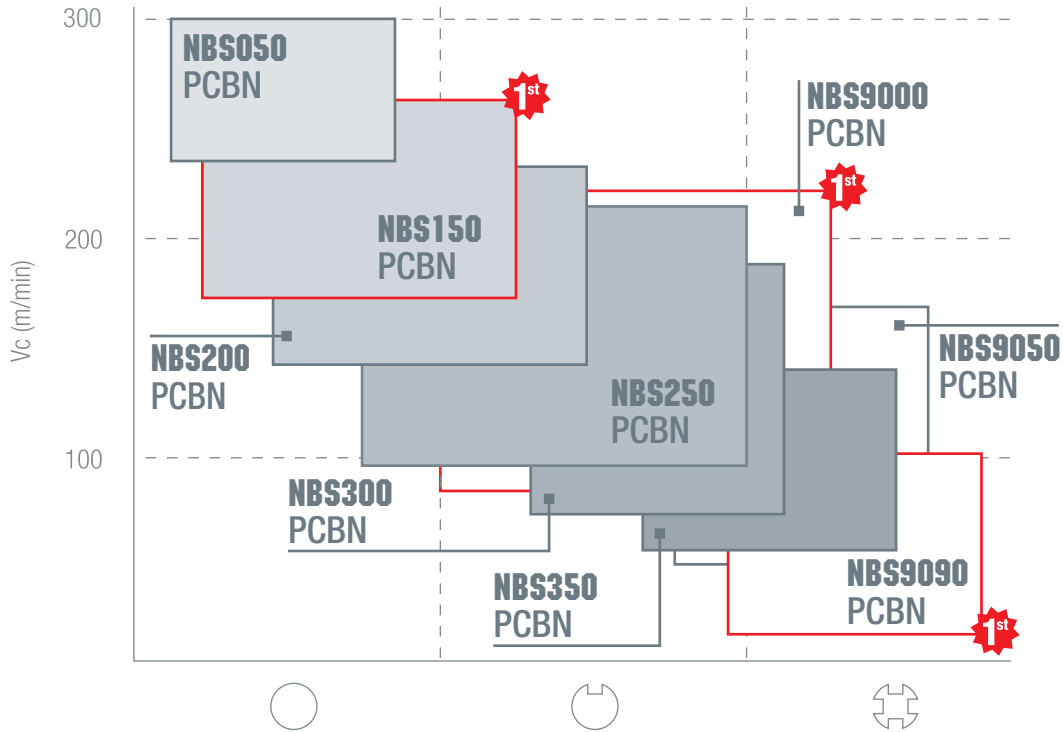 300
NBS050
PCBN
1st
NBS9000
PCBN
1st
200
NBS150
PCBN
Vc (m/min)
NBS200
PCBN
NBS9050
PCBN
NBS250
PCBN
100
NBS300
PCBN
NBS350
PCBN
NBS9090
PCBN
1st